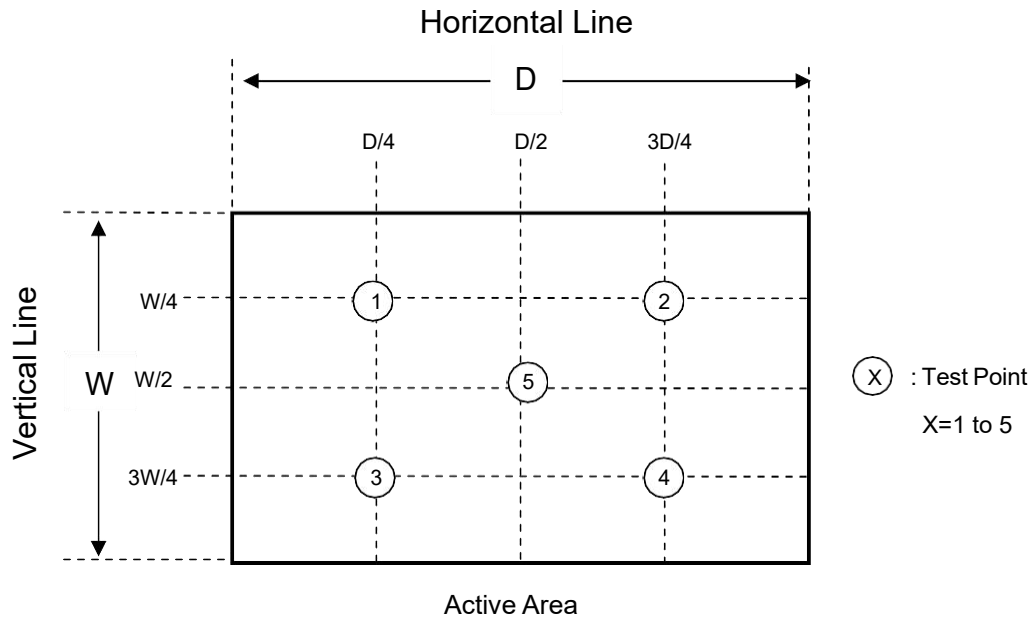 Horizontal Line
D
D/4 D/2 3D/4
Vertical Line
W
W/4
1 2
W/2
5
X : Test Point
X=1 to 5
3W/4
3 4
Active Area